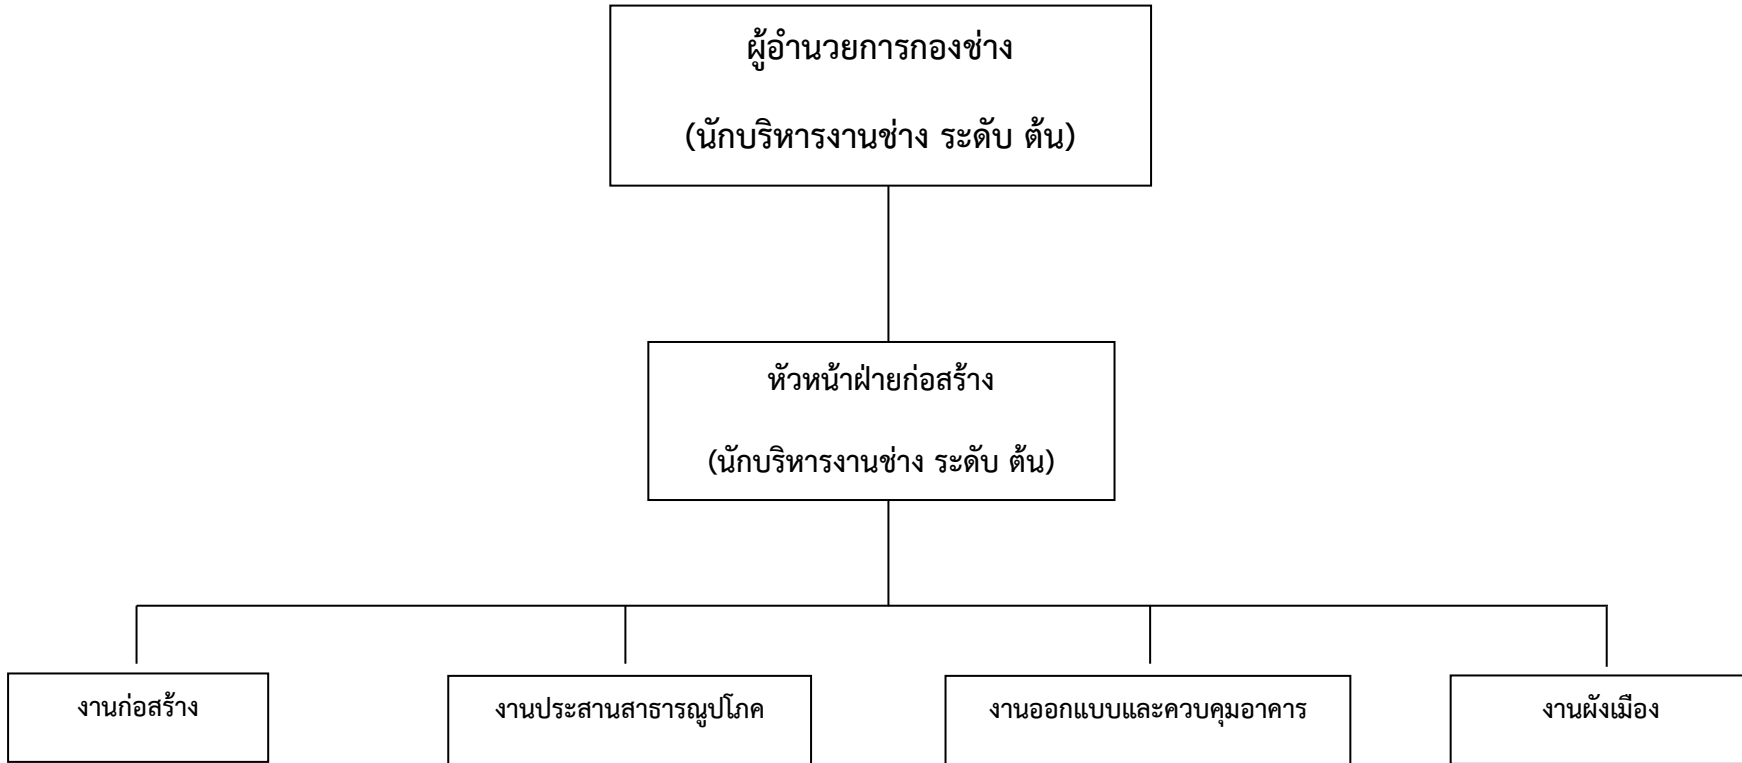 ผู้อำนวยการกองช่าง
(นักบริหารงานช่าง ระดับ ต้น)
หัวหน้าฝ่ายก่อสร้าง
(นักบริหารงานช่าง ระดับ ต้น)
งานก่อสร้าง
งานประสานสาธารณูปโภค
งานออกแบบและควบคุมอาคาร
งานผังเมือง